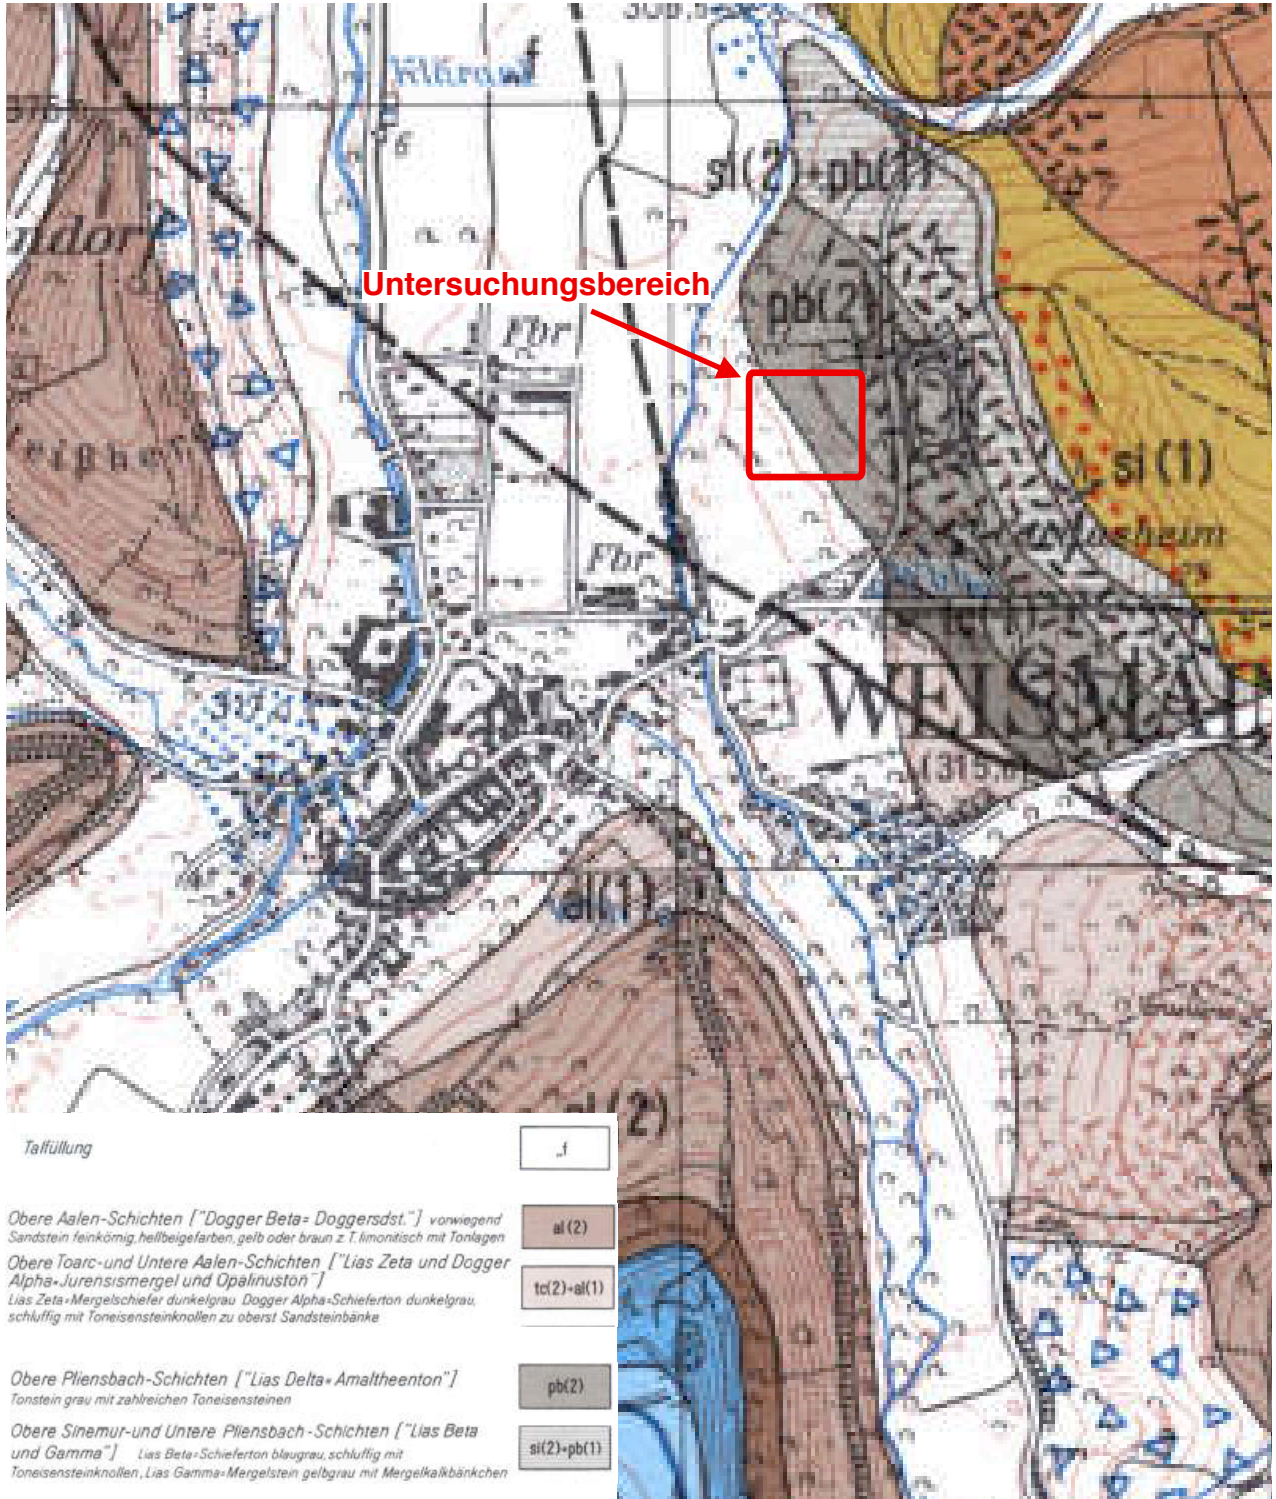 si(2)+pb(1)
Untersuchungsbereich
pb(2)
Fbr
si(1)
Fbr
al(1)
al(2)
Talfüllung
„f
Obere Aalen-Schichten ["Dogger Beta= Doggersdst."] vorwiegend
Sandstein feinkörnig, hellbeigefarben, gelb oder braun z. T. limonitisch mit Tonlagen
al(2)
Obere Toarc-und Untere Aalen-Schichten ["Lias Zeta und Dogger
Alpha=Jurensismergel und Opalinuston"]
Lias Zeta=Mergelschiefer dunkelgrau Dogger Alpha=Schieferton dunkelgrau,
schluffig mit Toneisensteinknollen zu oberst Sandsteinbänke
tc(2)+al(1)
Obere Pliensbach-Schichten ["Lias Delta= Amaltheenton"]
Tonstein grau mit zahlreichen Toneisensteinen
pb(2)
Obere Sinemur-und Untere Pliensbach-Schichten ["Lias Beta
und Gamma"] Lias Beta=Schieferton blaugrau, schluffig mit
Toneisensteinknollen, Lias Gamma=Mergelstein gelbgrau mit Mergelkalkbänkchen
si(2)+pb(1)